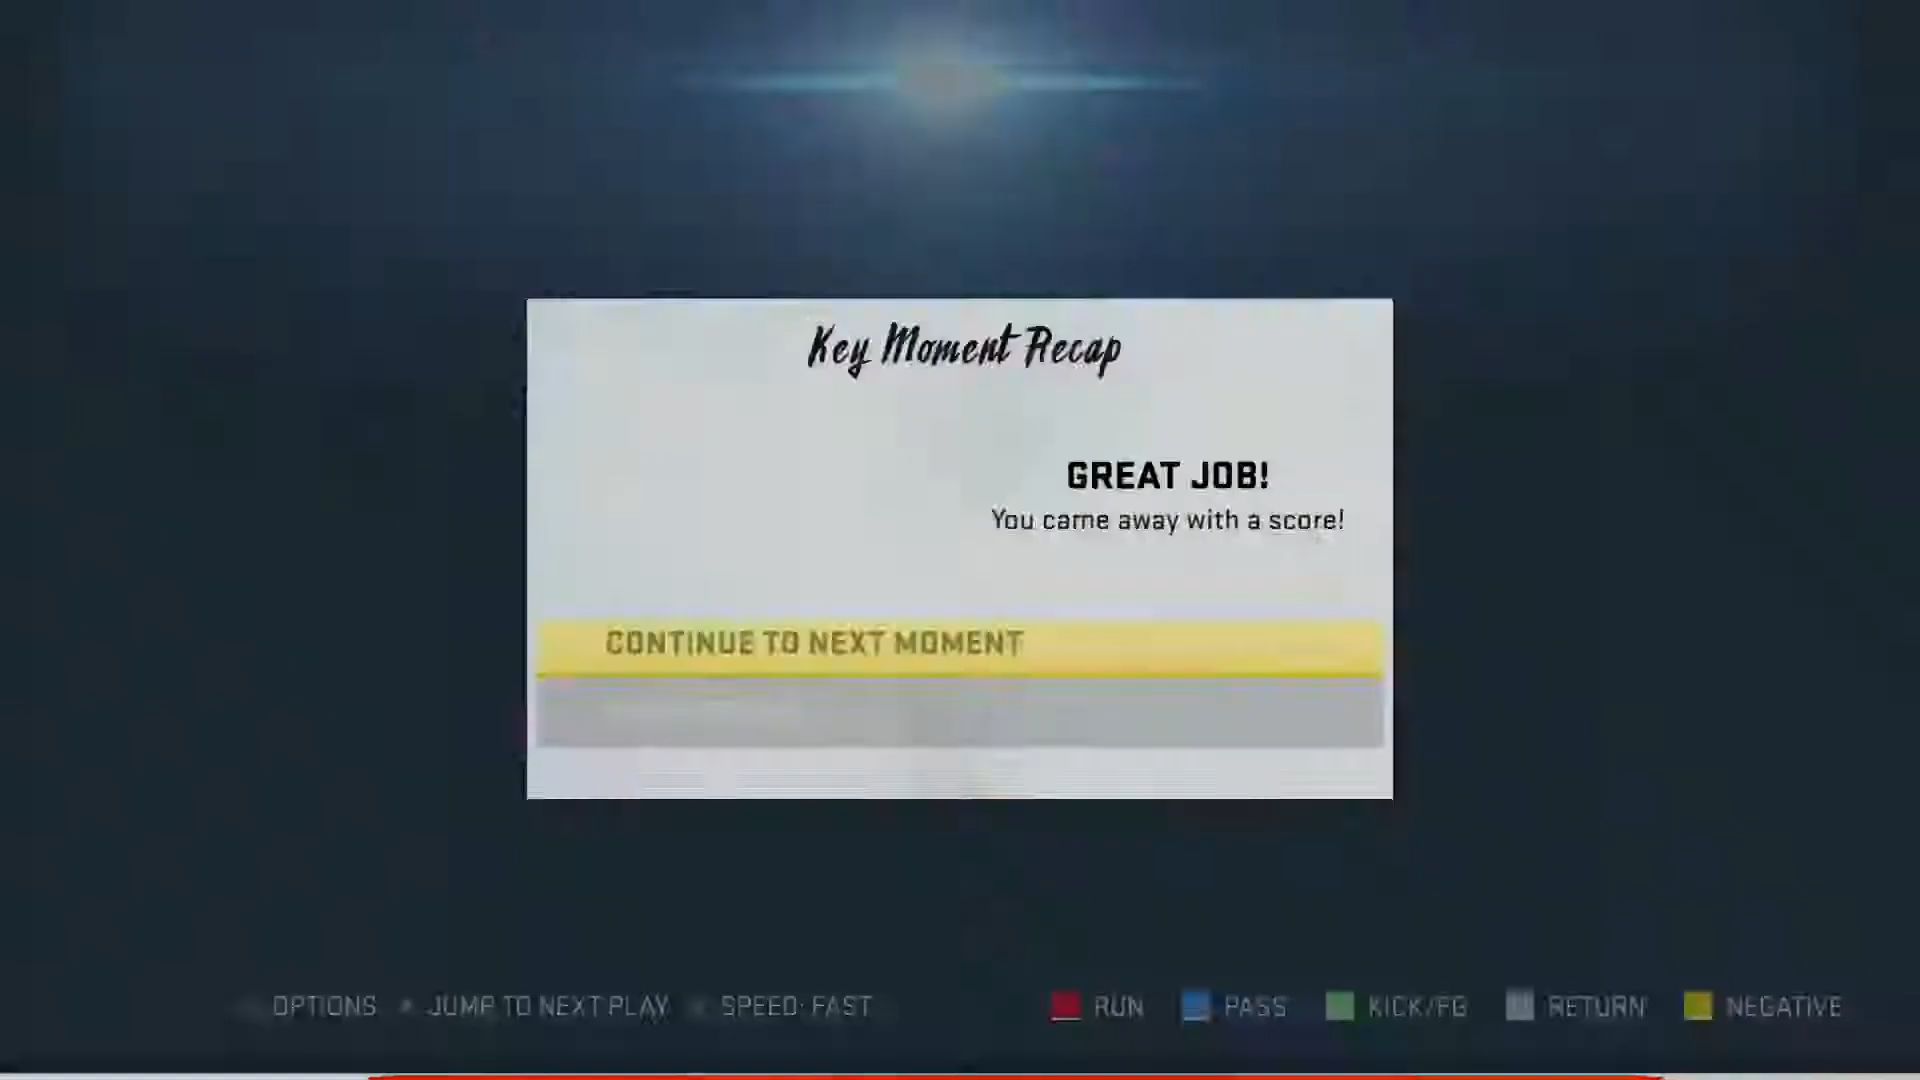 Key Moment Recap
GREAT JOB!
You came away with a score!
CONTINUE TO NEXT MOMENT
OPTIONS JUMP TO NEXT PLAY SPEED: FAST RUN PASS KICK/FG RETURN NEGATIVE